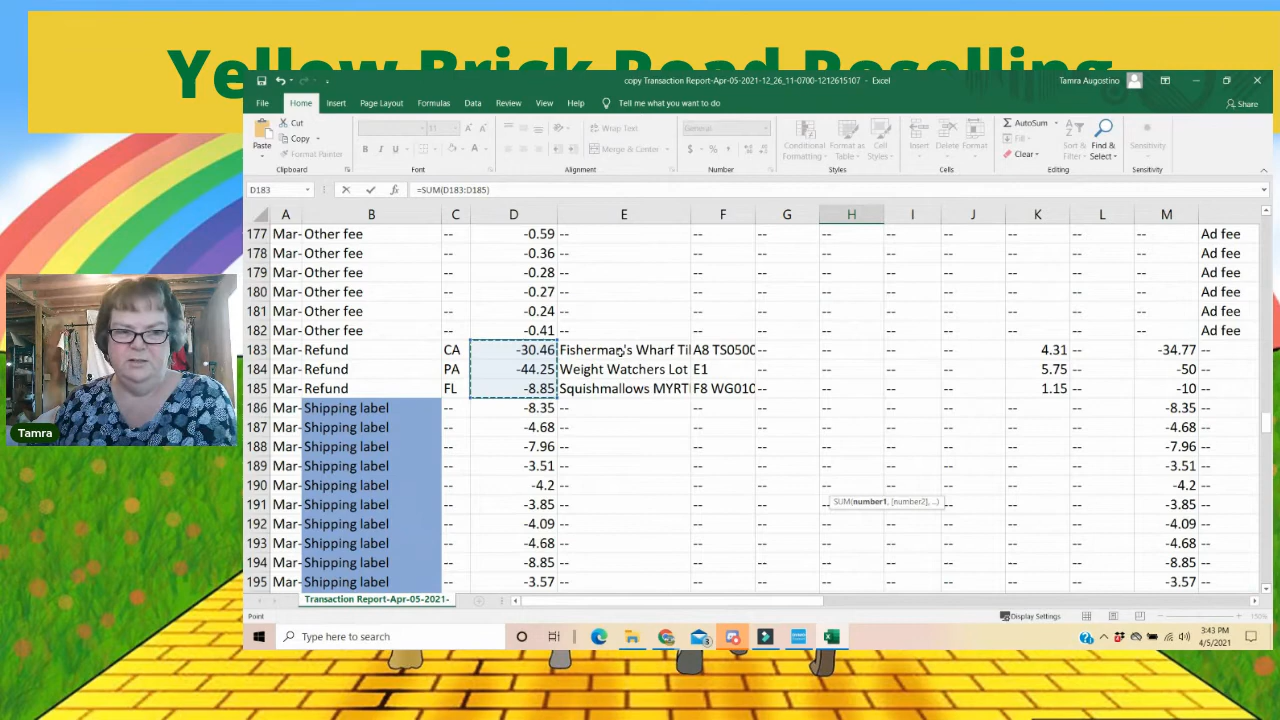 Yellow Brick Road Reselling
copy Transaction Report-Apr-05-2021-12_26_11-0700-1212615107 - Excel
Tamra Augostino
File Home Insert Page Layout Formulas Data Review View Help Tell me what you want to do
Share
Paste
Cut
Copy
Format Painter
Clipboard
11
B I U
Font
Wrap Text
Merge & Center
Alignment
General
$ %
Number
Conditional Formatting
Format as Table
Cell Styles
Styles
Insert Delete Format
Cells
AutoSum
Fill
Clear
Sort & Filter
Find & Select
Editing
Sensitivity
Sensitivity
D183 fx =SUM(D183:D185)
A B C D E F G H I J K L M
177 Mar- Other fee -- -0.59 -- -- -- -- -- -- -- -- -- Ad fee
178 Mar- Other fee -- -0.36 -- -- -- -- -- -- -- -- -- Ad fee
179 Mar- Other fee -- -0.28 -- -- -- -- -- -- -- -- -- Ad fee
180 Mar- Other fee -- -0.27 -- -- -- -- -- -- -- -- -- Ad fee
181 Mar- Other fee -- -0.24 -- -- -- -- -- -- -- -- -- Ad fee
182 Mar- Other fee -- -0.41 -- -- -- -- -- -- -- -- -- Ad fee
183 Mar- Refund CA -30.46 Fisherman's Wharf Til A8 TS0500 -- -- -- -- 4.31 -- -34.77 --
184 Mar- Refund PA -44.25 Weight Watchers Lot E1 -- -- -- -- 5.75 -- -50 --
185 Mar- Refund FL -8.85 Squishmallows MYRT F8 WG010 -- -- -- -- 1.15 -- -10 --
186 Mar- Shipping label -- -8.35 -- -- -- -- -- -- -- -- -8.35 --
187 Mar- Shipping label -- -4.68 -- -- -- -- -- -- -- -- -4.68 --
188 Mar- Shipping label -- -7.96 -- -- -- -- -- -- -- -- -7.96 --
189 Mar- Shipping label -- -3.51 -- -- -- -- -- -- -- -- -3.51 --
190 Mar- Shipping label -- -4.2 -- -- -- -- -- -- -- -- -4.2 --
191 Mar- Shipping label -- -3.85 -- -- -- -- -- -- -- -- -3.85 --
192 Mar- Shipping label -- -4.09 -- -- -- -- -- -- -- -- -4.09 --
193 Mar- Shipping label -- -4.68 -- -- -- -- -- -- -- -- -4.68 --
194 Mar- Shipping label -- -8.85 -- -- -- -- -- -- -- -- -8.85 --
195 Mar- Shipping label -- -3.57 -- -- -- -- -- -- -- -- -3.57 --
SUM(number1, [number2], ...)
Tamra
Transaction Report-Apr-05-2021-
Point
Display Settings
150%
Type here to search
3
3:43 PM
4/5/2021